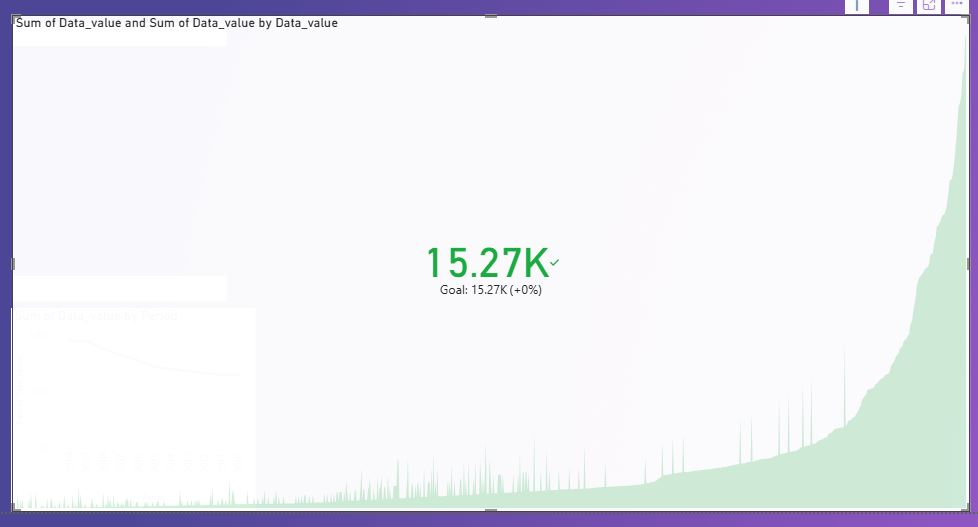 Sum of Data_value and Sum of Data_value by Data_value
15.27K
Goal: 15.27K (+0%)
Sum of Data_value by Period